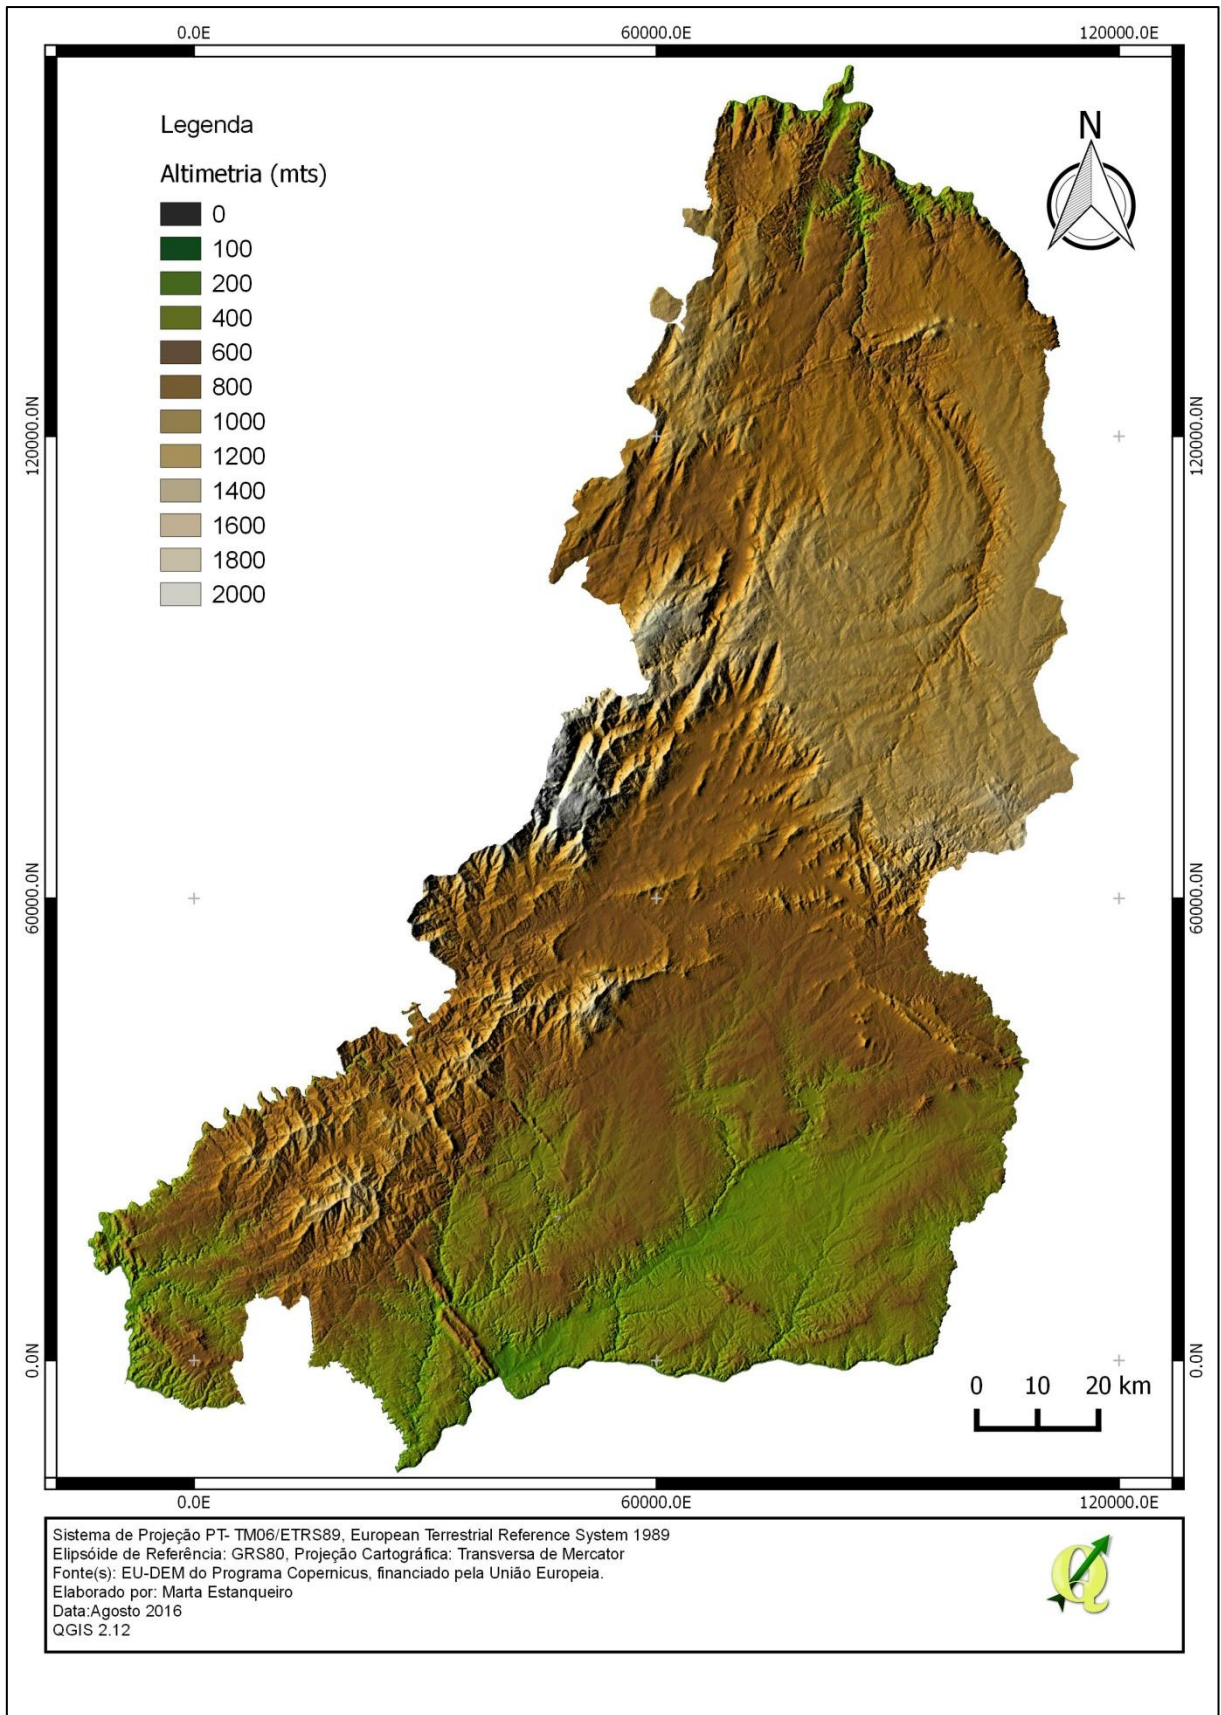 0.0E 60000.0E 120000.0E
Legenda
N
Altimetria (mts)
0
100
200
400
600
800
1000
1200
1400
1600
1800
2000
120000.0N 120000.0N
60000.0N 60000.0N
0.0N 0.0N
0 10 20 km
0.0E 60000.0E 120000.0E
Sistema de Projeção PT- TM06/ETRS89, European Terrestrial Reference System 1989
Elipsóide de Referência: GRS80, Projeção Cartográfica: Transversa de Mercator
Fonte(s): EU-DEM do Programa Copernicus, financiado pela União Europeia.
Elaborado por: Marta Estanqueiro
Data:Agosto 2016
QGIS 2.12